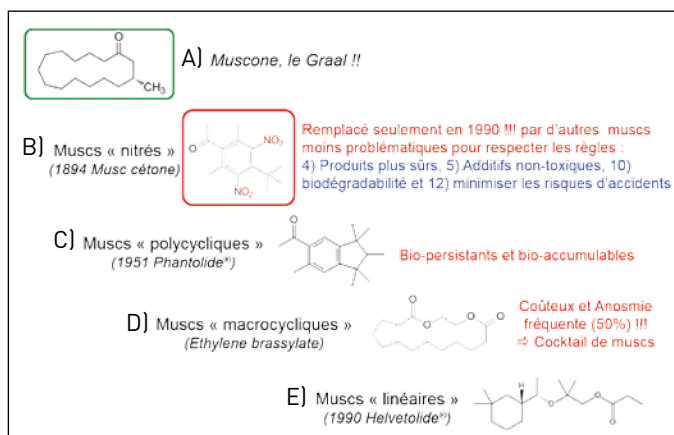 A) Muscone, le Graal !!
O
CH₃
B) Muscs « nitrés »
(1894 Musc cétone)
O
NO₂
NO₂
Remplacé seulement en 1990 !!! par d'autres muscs
moins problématiques pour respecter les règles :
4) Produits plus sûrs, 5) Additifs non-toxiques, 10)
biodégradabilité et 12) minimiser les risques d'accidents
C) Muscs « polycycliques »
(1951 Phantolide®)
O
Bio-persistants et bio-accumulables
D) Muscs « macrocycliques »
(Ethylene brassylate)
O
O
O
O
Coûteux et Anosmie
fréquente (50%) !!!
⇨ Cocktail de muscs
E) Muscs « linéaires »
(1990 Helvetolide®)
H
O
O
O